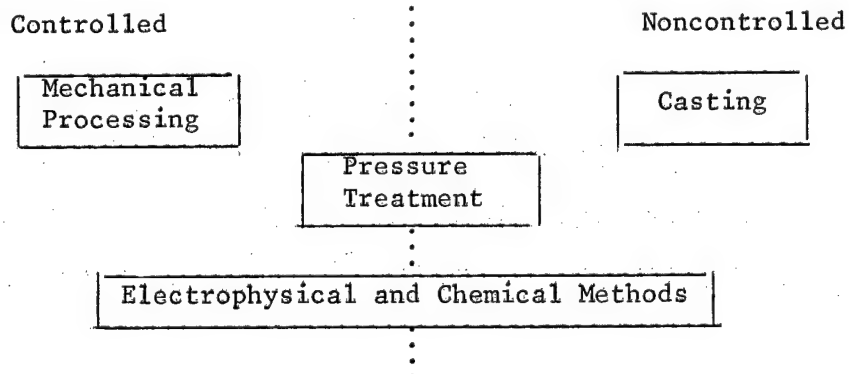 Controlled
Noncontrolled
Mechanical
Processing
Casting
Pressure
Treatment
Electrophysical and Chemical Methods